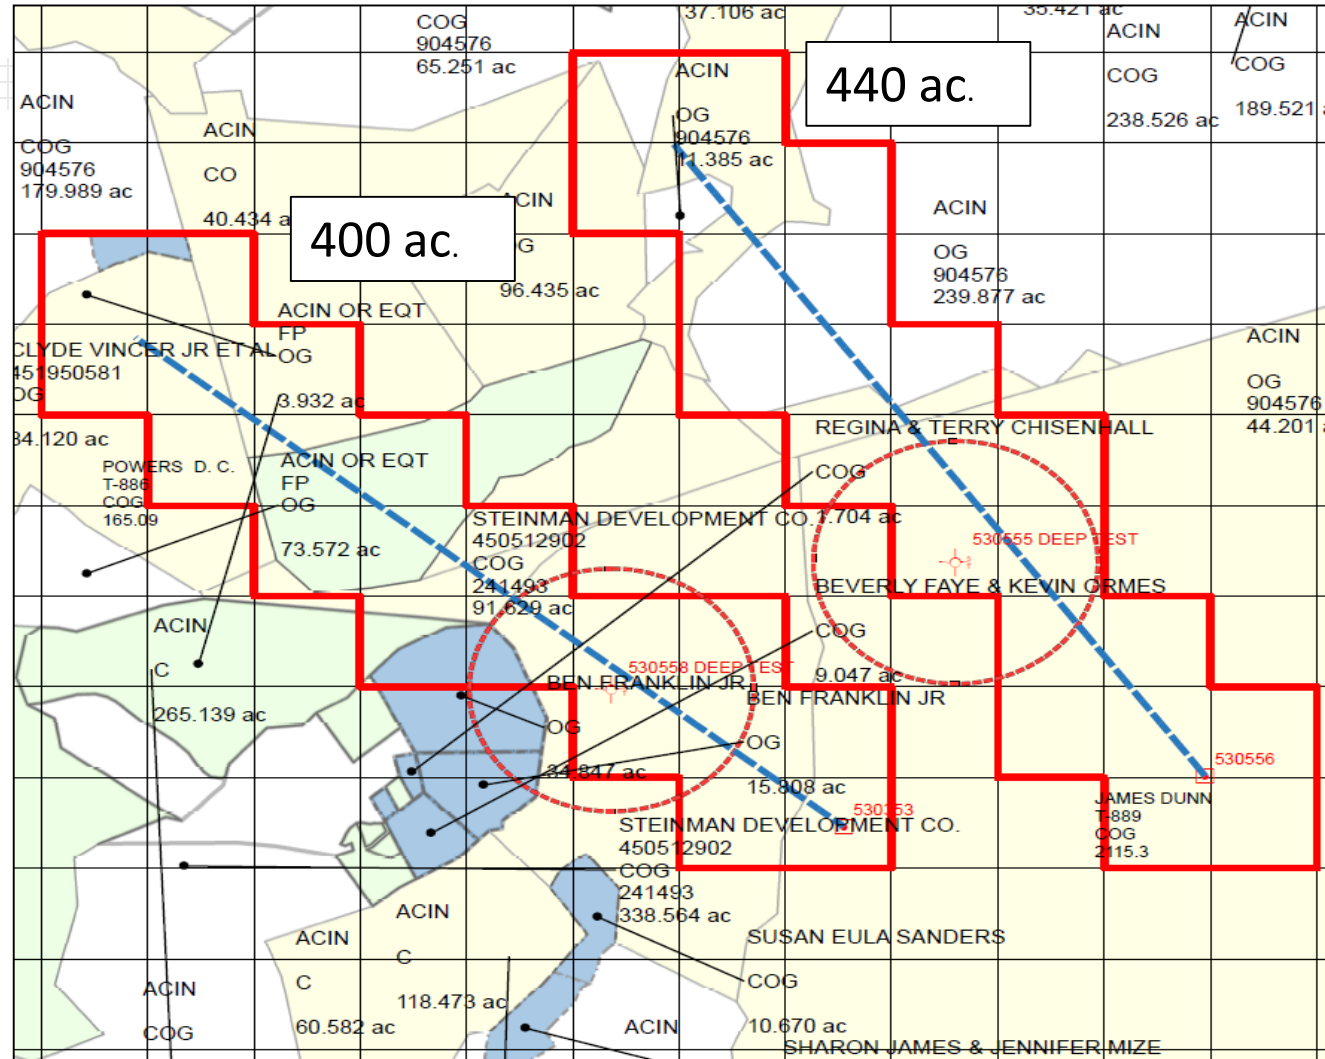 COG
904576
65.251 ac
37.106 ac
35.421 ac
ACIN
COG
238.526 ac
ACIN
COG
189.521
ACIN
COG
904576
179.989 ac
ACIN
CO
40.434 a
ACIN
OG
904576
11.385 ac
440 ac.
400 ac.
CIN
G
96.435 ac
ACIN
OG
904576
239.877 ac
ACIN OR EQT
FP
OG
3.932 ac
CLYDE VINCER JR ET AL
451950581
OG
84.120 ac
ACIN
OG
904576
44.201
POWERS D. C.
T-886
COG
165.09
ACIN OR EQT
FP
OG
73.572 ac
REGINA & TERRY CHISENHALL
COG
1.704 ac
STEINMAN DEVELOPMENT CO.
450512902
COG
241493
91.629 ac
530555 DEEP TEST
BEVERLY FAYE & KEVIN ORMES
COG
9.047 ac
ACIN
C
265.139 ac
530558 DEEP TEST
BEN FRANKLIN JR
OG
34.847 ac
BEN FRANKLIN JR
OG
15.808 ac
530353
530556
JAMES DUNN
T-889
COG
2115.3
STEINMAN DEVELOPMENT CO.
450512902
COG
241493
338.564 ac
ACIN
C
118.473 ac
ACIN
C
60.582 ac
SUSAN EULA SANDERS
COG
10.670 ac
ACIN
COG
ACIN
SHARON JAMES & JENNIFER MIZE